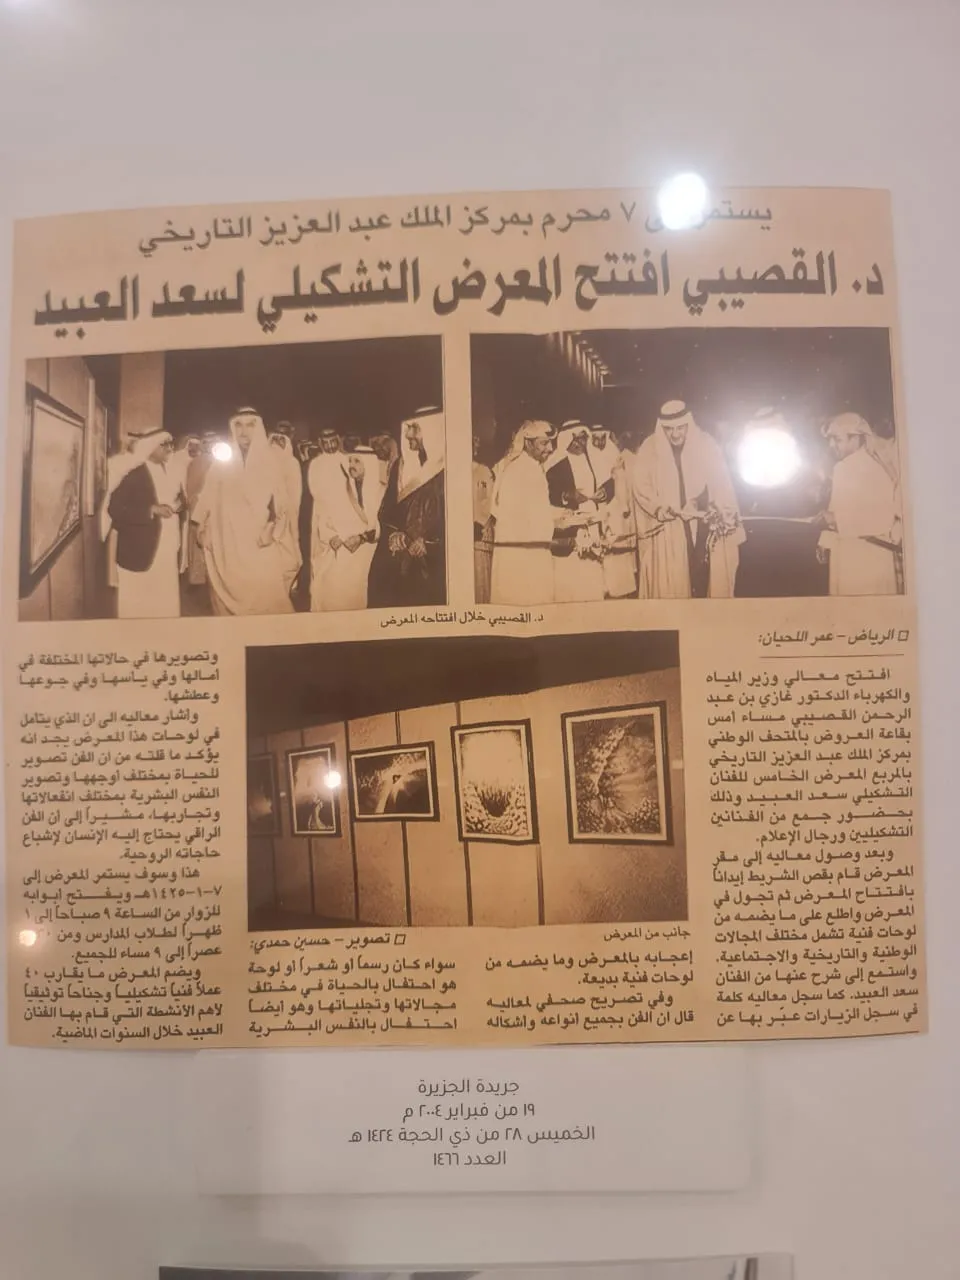 يستمر ٧ محرم بمركز الملك عبد العزيز التاريخي
د. القصيبي افتتح المعرض التشكيلي لسعد العبيد
د. القصيبي خلال افتتاحه المعرض
□ الرياض - عمر اللحيان:
افتتح معالي وزير المياه
والكهرباء الدكتور غازي بن عبد
الرحمن القصيبي مساء امس
بقاعة العروض بالمتحف الوطني
بمركز الملك عبد العزيز التاريخي
بالمربع المعرض الخامس للفنان
التشكيلي سعد العبيد وذلك
بحضور جمع من الفنانين
التشكيليين ورجال الإعلام.
وبعد وصول معاليه إلى مقر
المعرض قام بقص الشريط إيذاناً
بافتتاح المعرض ثم تجول في
المعرض واطلع على ما يضمه من
لوحات فنية تشمل مختلف المجالات
الوطنية والتاريخية والاجتماعية.
واستمع إلى شرح عنها من الفنان
سعد العبيد. كما سجل معاليه كلمة
في سجل الزيارات عبّر بها عن
جانب من المعرض
□ تصوير - حسين حمدي:
إعجابه بالمعرض وما يضمه من
لوحات فنية بديعة.
وفي تصريح صحفي لمعاليه
قال ان الفن بجميع انواعه وأشكاله
سواء كان رسماً أو شعراً أو لوحة
هو احتفال بالحياة في مختلف
مجالاتها وتجلياتها وهو أيضاً
احتفال بالنفس البشرية
وتصويرها في حالاتها المختلفة في
امالها وفي ياسها وفي جوعها
وعطشها.
وأشار معاليه الى ان الذي يتأمل
في لوحات هذا المعرض يجد انه
يؤكد ما قلته من ان الفن تصوير
للحياة بمختلف اوجهها وتصوير
النفس البشرية بمختلف انفعالاتها
وتجاربها، مشيراً إلى ان الفن
الراقي يحتاج إليه الإنسان لإشباع
حاجاته الروحية.
هذا وسوف يستمر المعرض إلى
٧-١-١٤٢٥هـ ويفتح ابوابه
للزوار من الساعة ٩ صباحاً إلى ١
ظهراً لطلاب المدارس ومن
عصراً إلى ٩ مساء للجميع.
ويضم المعرض ما يقارب ٤٠
عملاً فنياً تشكيلياً وجناحاً توثيقياً
لأهم الأنشطة التي قام بها الفنان
العبيد خلال السنوات الماضية.
جريدة الجزيرة
١٩ من فبراير ٢٠٠٤ م
الخميس ٢٨ من ذي الحجة ١٤٢٤ هـ
العدد ١٤٦٦